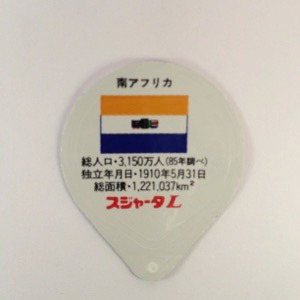 南アフリカ
総人口・3,150万人(85年調べ)
独立年月日・1910年5月31日
総面積・1,221,037km²
スジャータL